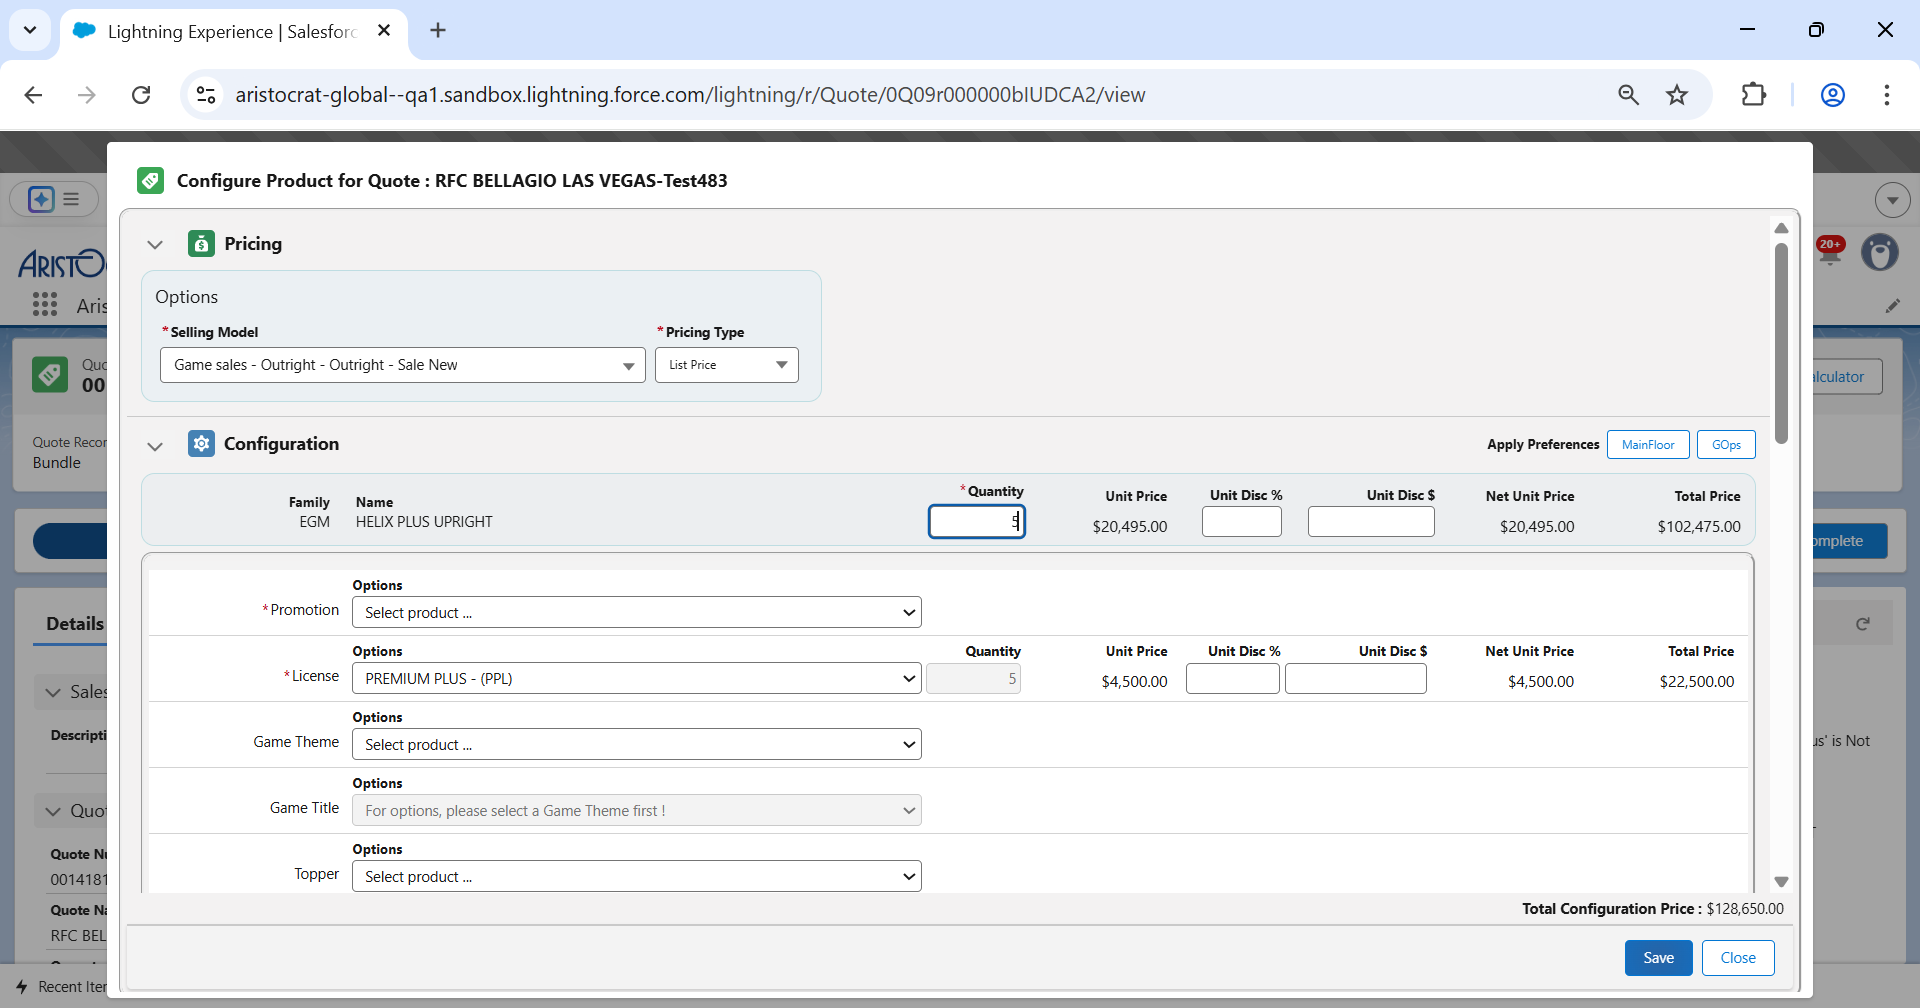 Lightning Experience | Salesforc
aristocrat-global--qa1.sandbox.lightning.force.com/lightning/r/Quote/0Q09r000000bIUDCA2/view
Configure Product for Quote : RFC BELLAGIO LAS VEGAS-Test483
Pricing
Options
*Selling Model
*Pricing Type
Game sales - Outright - Outright - Sale New
List Price
Configuration
Apply Preferences
MainFloor
GOps
Family
Name
*Quantity
Unit Price
Unit Disc %
Unit Disc $
Net Unit Price
Total Price
EGM
HELIX PLUS UPRIGHT
5
$20,495.00
$20,495.00
$102,475.00
Options
*Promotion
Select product ...
Options
Quantity
Unit Price
Unit Disc %
Unit Disc $
Net Unit Price
Total Price
*License
PREMIUM PLUS - (PPL)
5
$4,500.00
$4,500.00
$22,500.00
Options
Game Theme
Select product ...
Options
Game Title
For options, please select a Game Theme first !
Options
Topper
Select product ...
Total Configuration Price : $128,650.00
Save
Close
ARISTOC
Aris
20+
Quo
00
alculator
Quote Recor
Bundle
omplete
Details
Sales
Descripti
us' is Not
Quot
Quote Nu
0014181
Quote Na
RFC BEL
Recent Iter